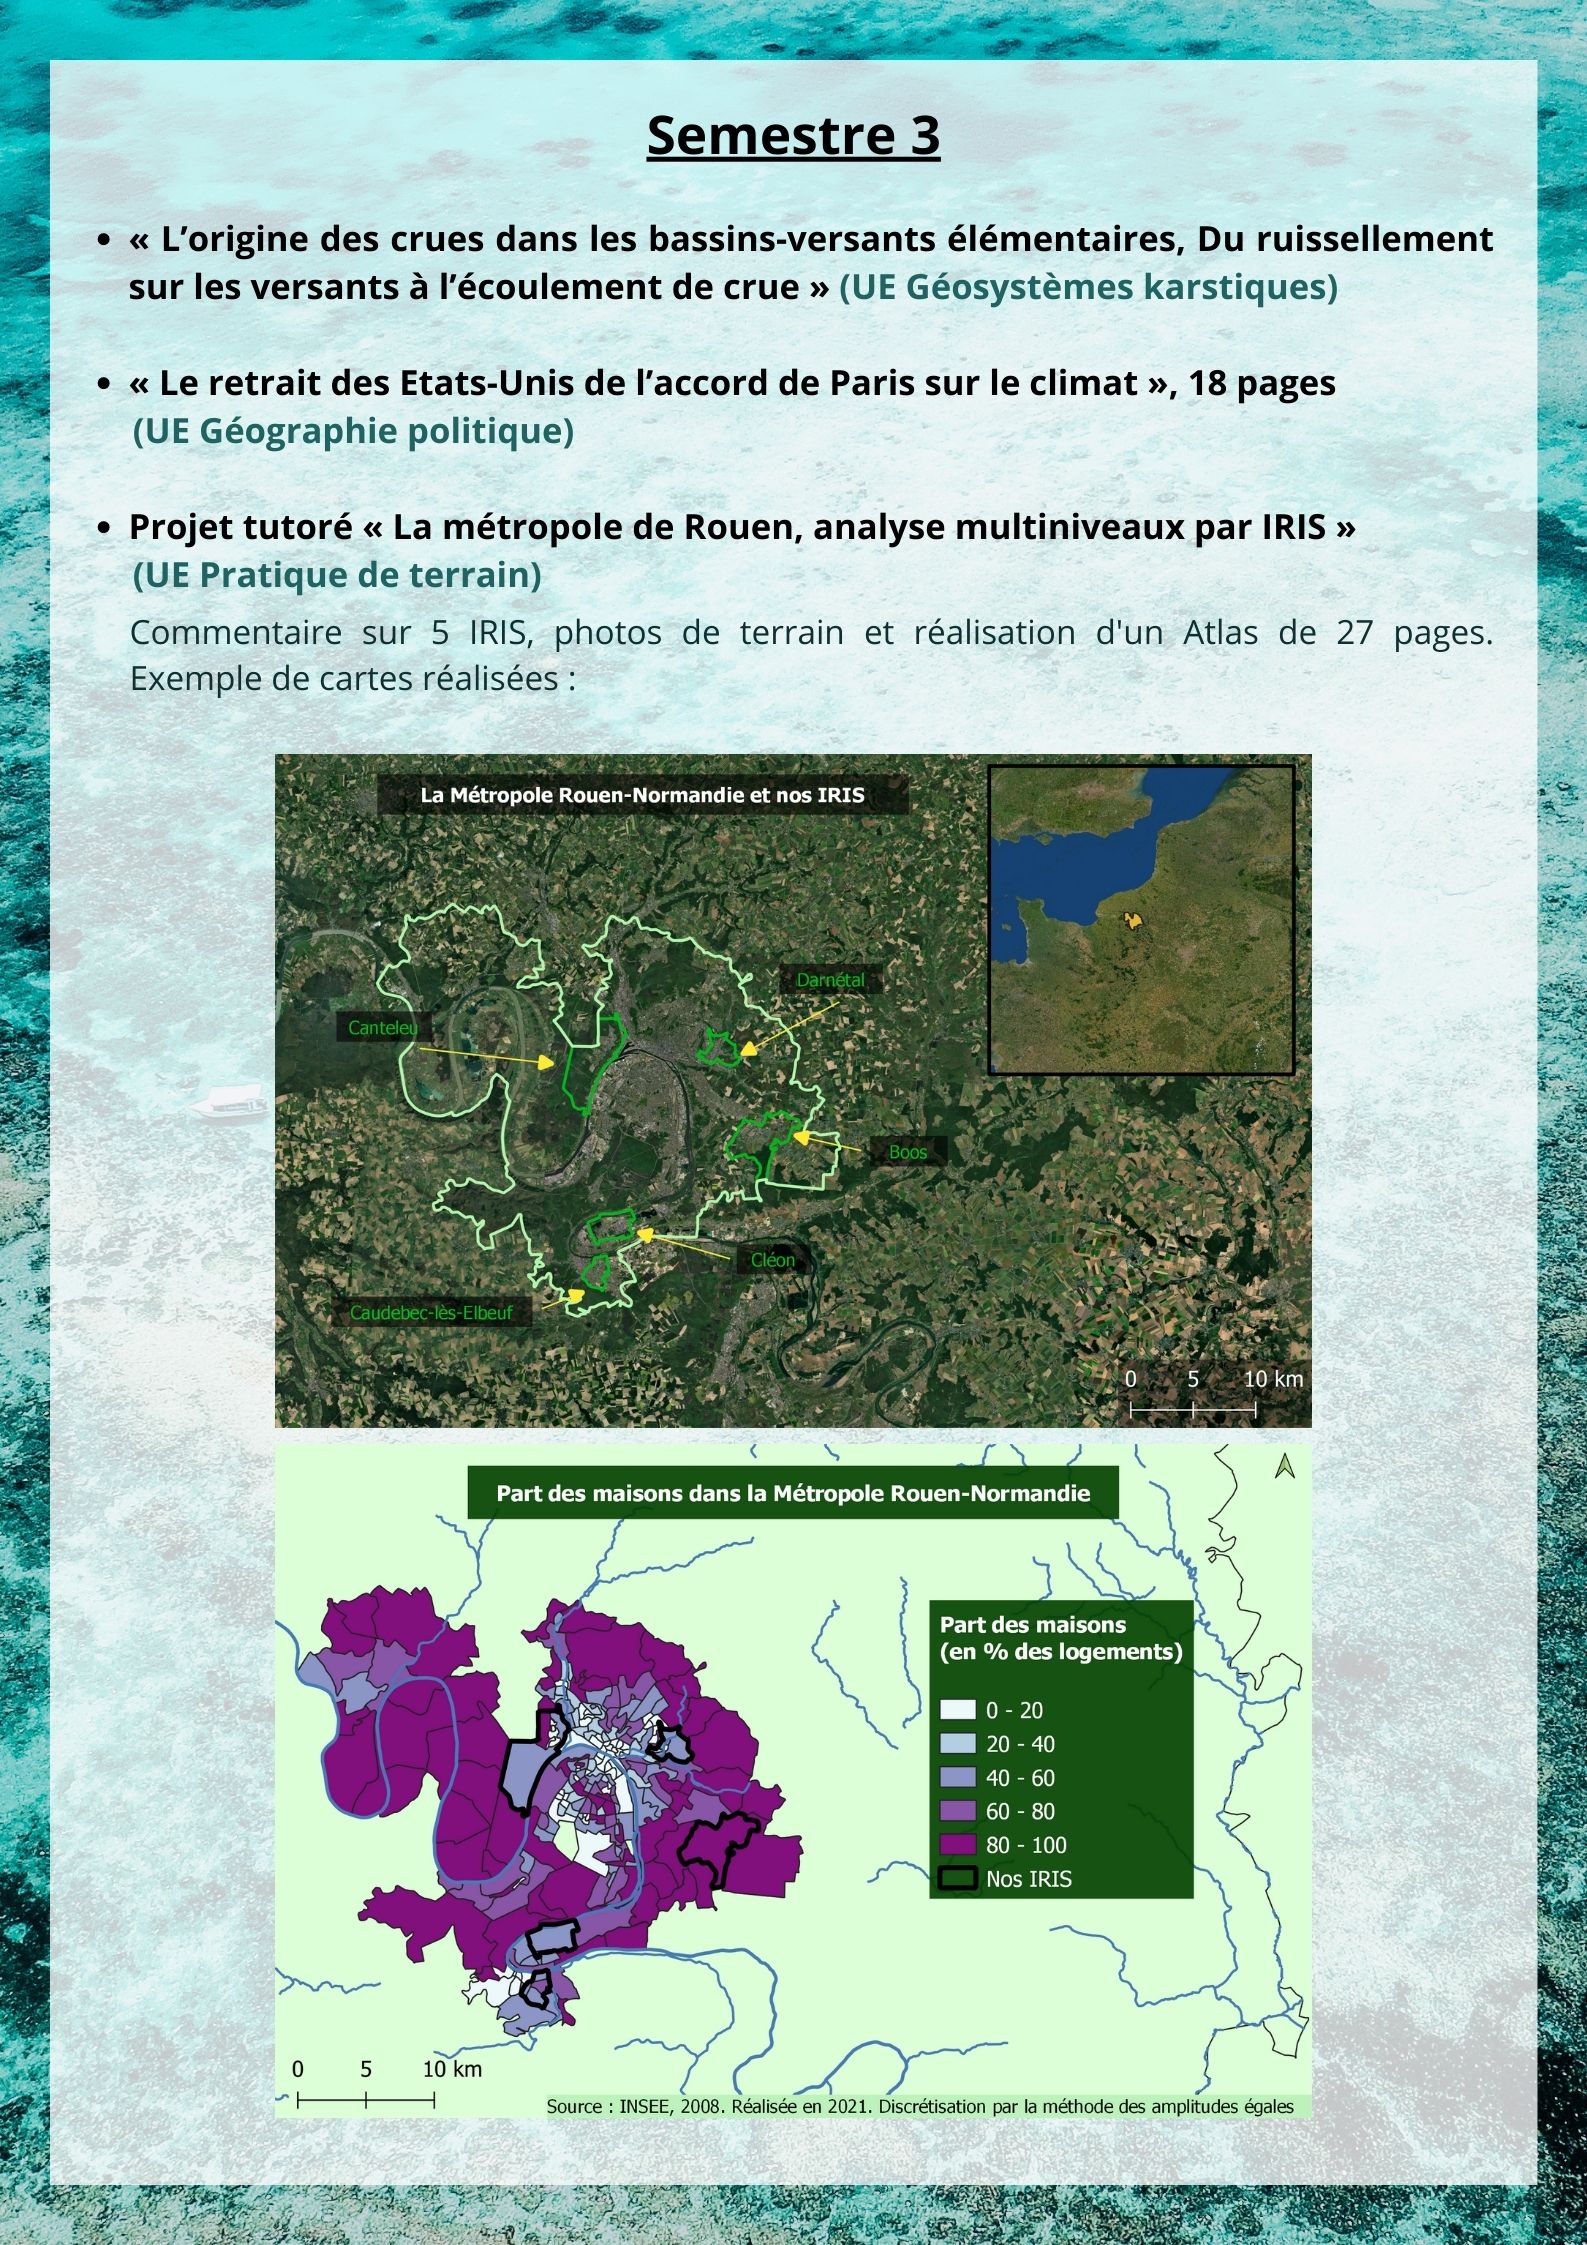 Semestre 3
• « L’origine des crues dans les bassins-versants élémentaires, Du ruissellement
sur les versants à l’écoulement de crue » (UE Géosystèmes karstiques)
• « Le retrait des Etats-Unis de l’accord de Paris sur le climat », 18 pages
(UE Géographie politique)
• Projet tutoré « La métropole de Rouen, analyse multiniveaux par IRIS »
(UE Pratique de terrain)
Commentaire sur 5 IRIS, photos de terrain et réalisation d'un Atlas de 27 pages.
Exemple de cartes réalisées :
La Métropole Rouen-Normandie et nos IRIS
Darnétal
Canteleu
Boos
Cléon
Caudebec-lès-Elbeuf
0 5 10 km
Part des maisons dans la Métropole Rouen-Normandie
Part des maisons
(en % des logements)
0 - 20
20 - 40
40 - 60
60 - 80
80 - 100
Nos IRIS
0 5 10 km
Source : INSEE, 2008. Réalisée en 2021. Discrétisation par la méthode des amplitudes égales